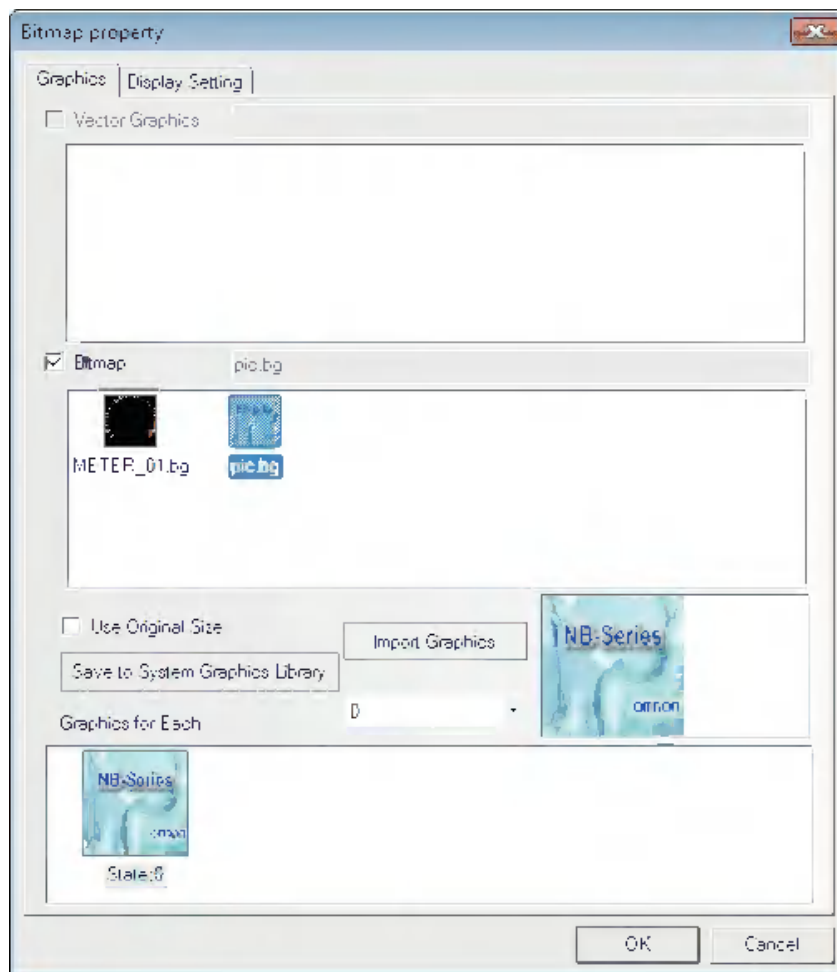 Bitmap property
Graphics
Display Setting
Vector Graphics
Bitmap
pic.bg
METER_01.bg
pic.bg
Use Original Size
Import Graphics
Save to System Graphics Library
NB-Series
omron
Graphics for Each
0
NB-Series
omron
State:0
OK
Cancel